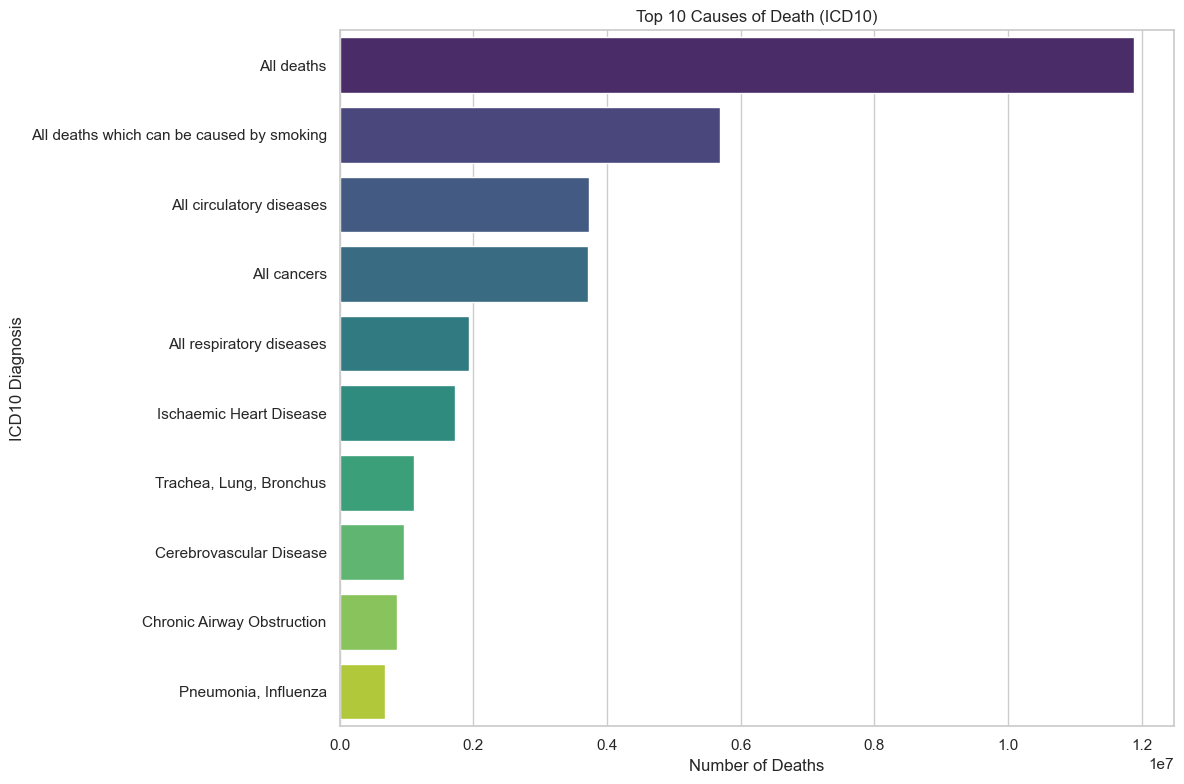 Top 10 Causes of Death (ICD10)
All deaths
All deaths which can be caused by smoking
All circulatory diseases
All cancers
All respiratory diseases
Ischaemic Heart Disease
Trachea, Lung, Bronchus
Cerebrovascular Disease
Chronic Airway Obstruction
Pneumonia, Influenza
ICD10 Diagnosis
0.0 0.2 0.4 0.6 0.8 1.0 1.2
1e7
Number of Deaths